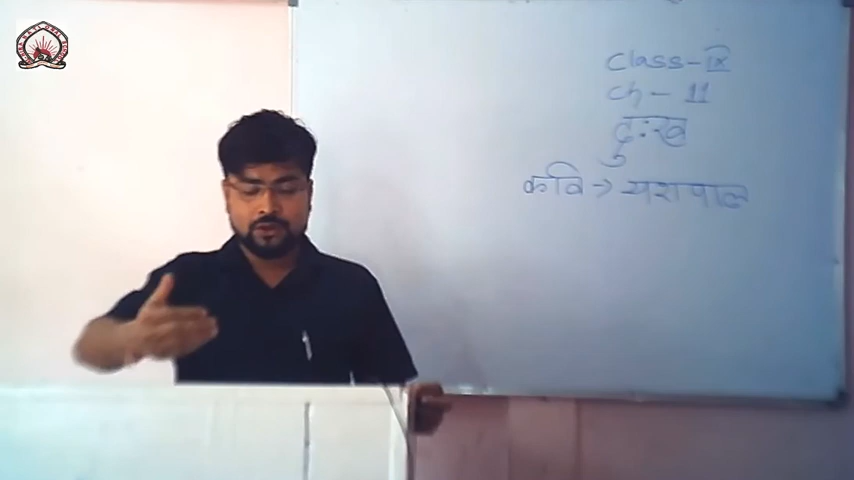 Class-IX
Ch - 11
दुःख
कवि → यशपाल